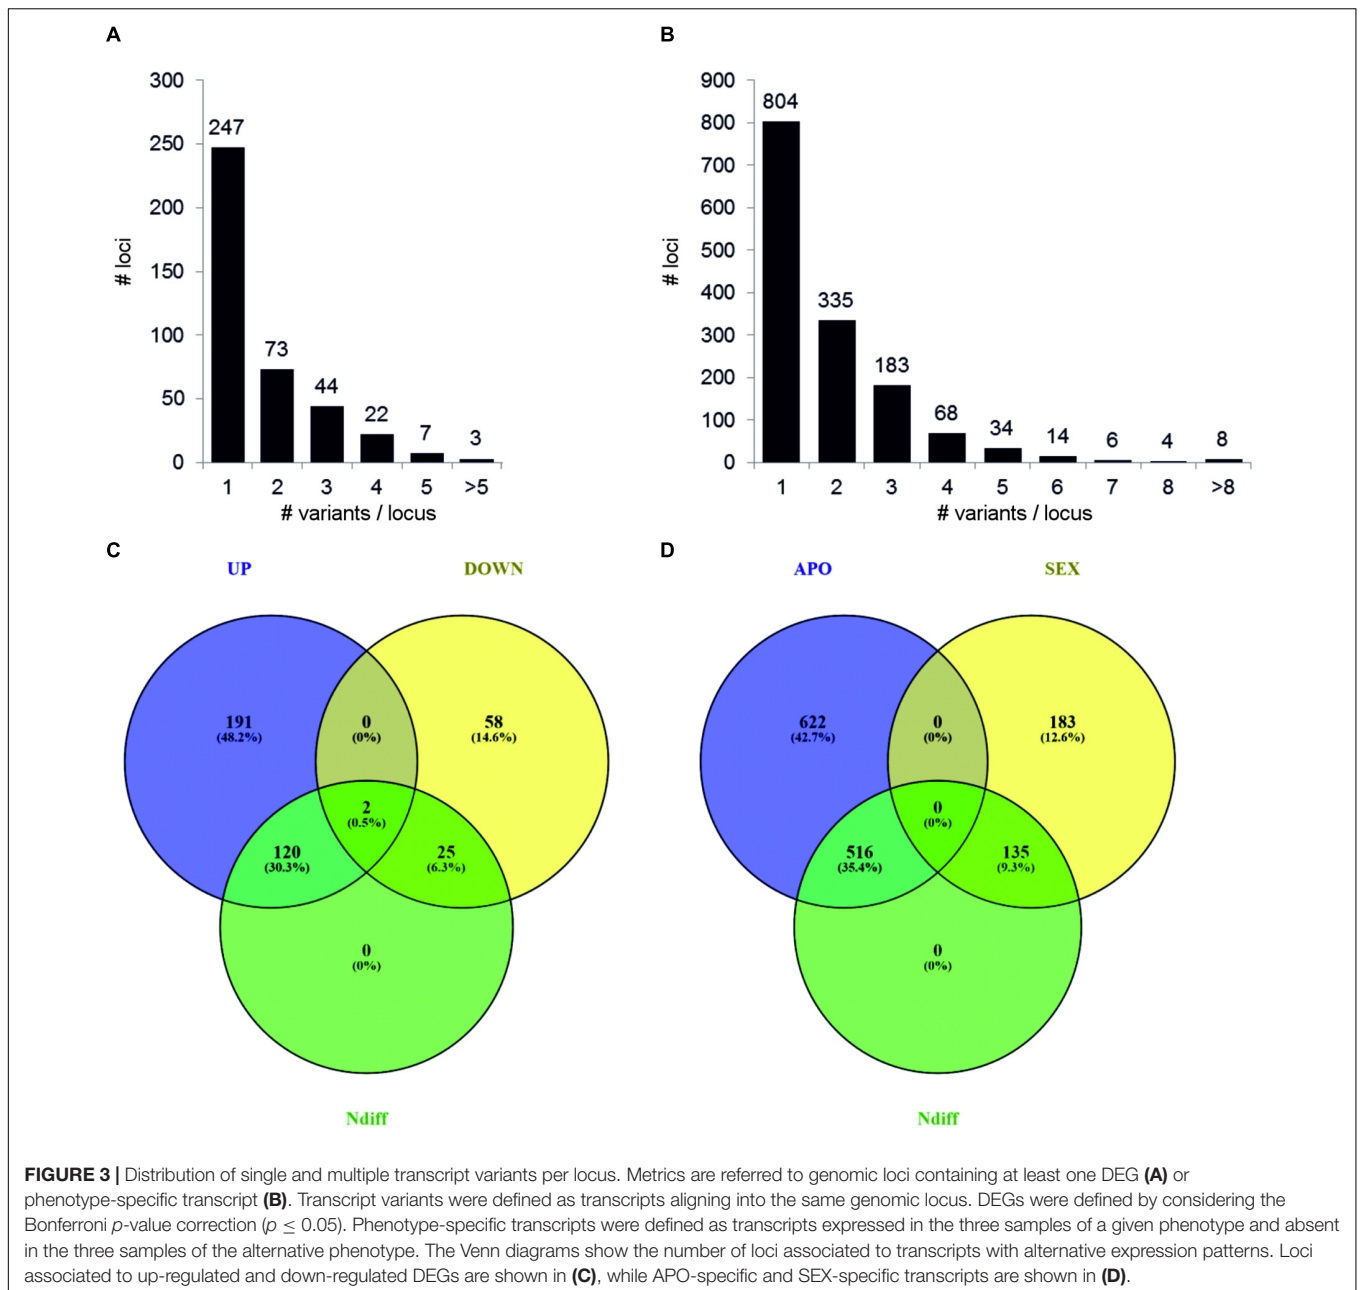 A
300
250
200
150
100
50
0
# loci
247
73
44
22
7
3
1 2 3 4 5 >5
# variants / locus
B
900
800
700
600
500
400
300
200
100
0
# loci
804
335
183
68
34
14
6
4
8
1 2 3 4 5 6 7 8 >8
# variants / locus
C
UP
DOWN
191
(48.2%)
0
(0%)
58
(14.6%)
2
(0.5%)
120
(30.3%)
25
(6.3%)
0
(0%)
Ndiff
D
APO
SEX
622
(42.7%)
0
(0%)
183
(12.6%)
0
(0%)
516
(35.4%)
135
(9.3%)
0
(0%)
Ndiff
FIGURE 3 | Distribution of single and multiple transcript variants per locus. Metrics are referred to genomic loci containing at least one DEG (A) or
phenotype-specific transcript (B). Transcript variants were defined as transcripts aligning into the same genomic locus. DEGs were defined by considering the
Bonferroni p-value correction (p ≤ 0.05). Phenotype-specific transcripts were defined as transcripts expressed in the three samples of a given phenotype and absent
in the three samples of the alternative phenotype. The Venn diagrams show the number of loci associated to transcripts with alternative expression patterns. Loci
associated to up-regulated and down-regulated DEGs are shown in (C), while APO-specific and SEX-specific transcripts are shown in (D).